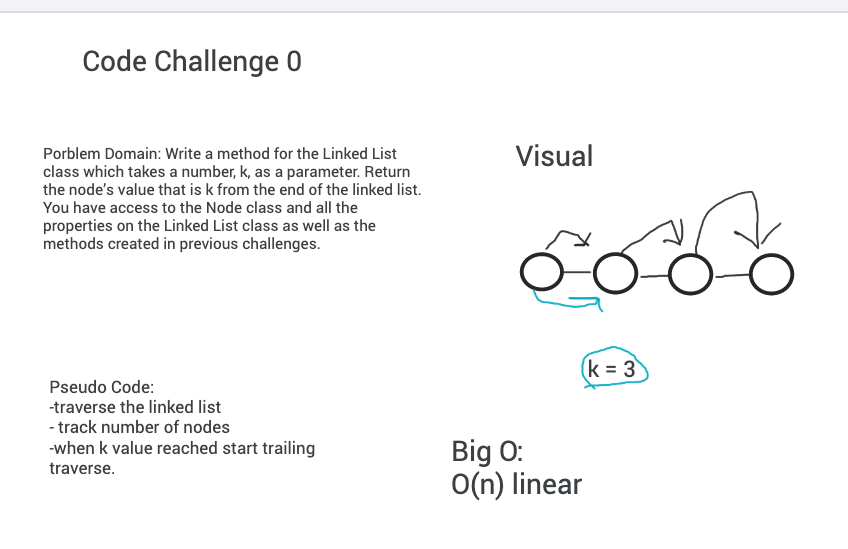 Code Challenge 0
Porblem Domain: Write a method for the Linked List
class which takes a number, k, as a parameter. Return
the node's value that is k from the end of the linked list.
You have access to the Node class and all the
properties on the Linked List class as well as the
methods created in previous challenges.
Visual
k = 3
Pseudo Code:
-traverse the linked list
- track number of nodes
-when k value reached start trailing
traverse.
Big O:
O(n) linear